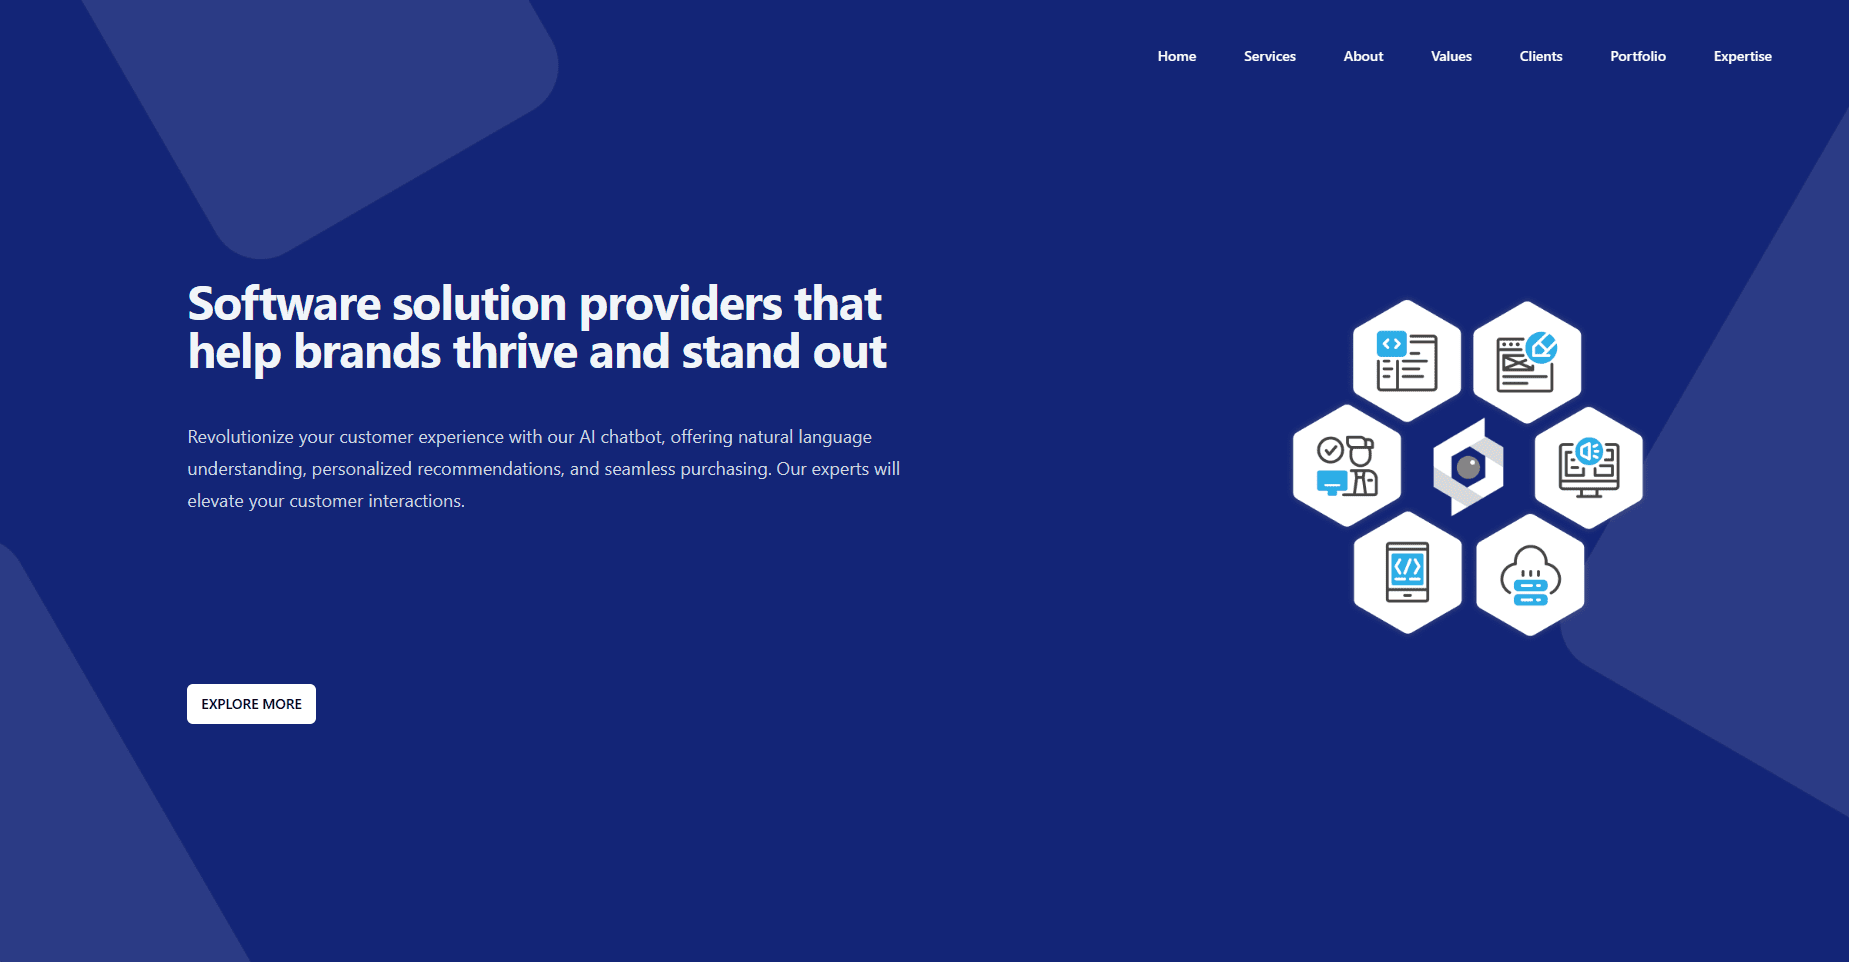 Home Services About Values Clients Portfolio Expertise
Software solution providers that
help brands thrive and stand out
Revolutionize your customer experience with our AI chatbot, offering natural language
understanding, personalized recommendations, and seamless purchasing. Our experts will
elevate your customer interactions.
EXPLORE MORE